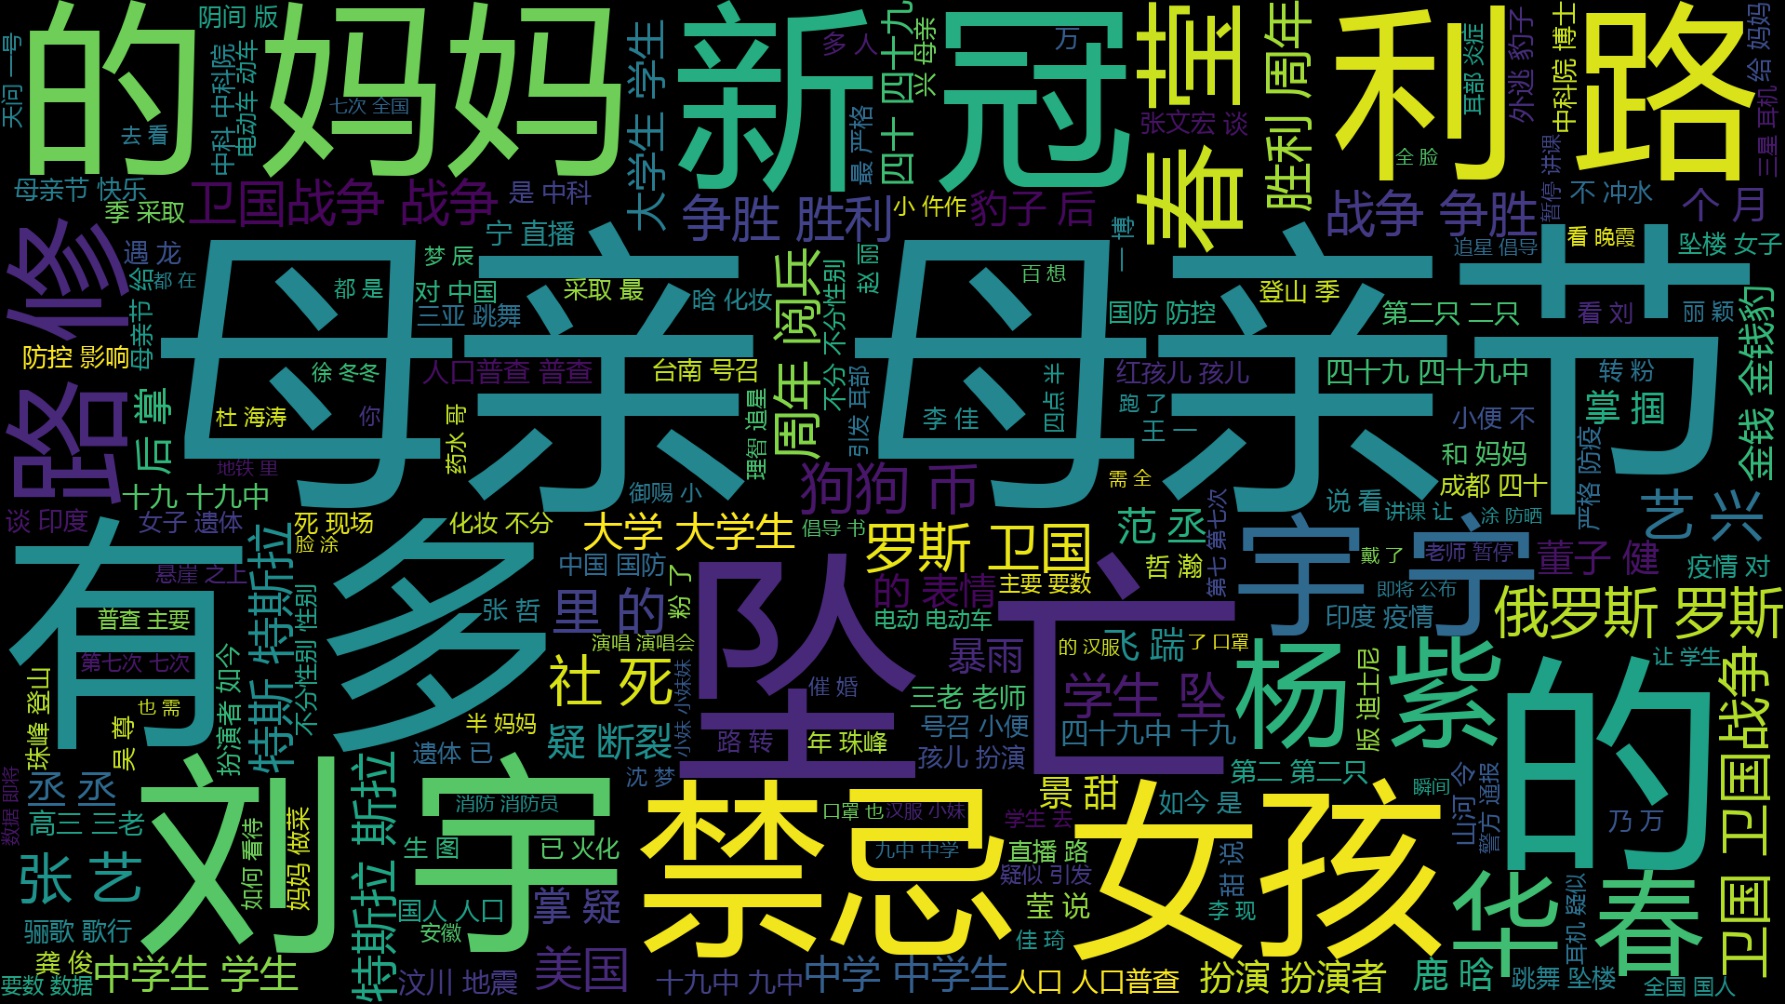 的 妈妈
新冠
春莹
利路
阴间 版
天问 一号
中科 中科院
电动车 动车
七次 全国
去 看
大学生 学生
多 人
四十 四十九
兴 母亲
最 严格
万
张文宏 谈
胜利 周年
全 脸
耳部 炎症
外逃 豹子
中科院 博士
给 妈妈
三星 耳机
暂停 讲课
母亲节 快乐
季 采取
卫国战争 战争
是 中科
争胜 胜利
小 仵作
豹子 后
战争 争胜
不 冲水
个 月
路 修
遇 龙
都 在
母亲节 给
防控 影响
母亲 母亲节
梦 辰
宁 直播
都 是
对 中国
三亚 跳舞
采取 最
晗 化妆
周年 阅兵
不分 不分性别
赵 丽
百 想
一 博
国防 防控
追星 倡导
登山 季
看 晚霞
坠楼 女子
第二只 二只
看 刘
丽 颖
金钱 金钱豹
徐 冬冬
人口普查 普查
台南 号召
理智 追星
引发 耳部
四点 半
红孩儿 孩儿
四十九 四十九中
转 粉
掌 掴
后 掌
杜 海涛
你
药水 哥
李 佳
跑 了
王 一
小便 不
和 妈妈
地铁 里
狗狗 币
需 全
成都 四十
严格 防疫
十九 十九中
御赐 小
说 看
讲课 让
涂 防晒
艺 兴
谈 印度
女子 遗体
死 现场
脸 涂
化妆 不分
大学 大学生
倡导 书
罗斯 卫国
范 丞
第七 第七次
宇 宁
戴 了
老师 暂停
董子 健
疫情 对
有 多
悬崖 之上
特斯 特斯拉
不分性别 性别
中国 国防
粉 了
坠亡
的 表情
主要 要数
哲 瀚
即将 公布
普查 主要
张 哲
里 的
电动 电动车
印度 疫情
俄罗斯 罗斯
第七次 七次
演唱 演唱会
暴雨
的 汉服
飞 踹
了 口罩
杨 紫
版 迪士尼
让 学生
珠峰 登山
扮演者 如今
也 需
吴 尊
社 死
小妹 小妹妹
催 婚
三老 老师
学生 坠
的
卫国 卫国战争
半 妈妈
遗体 已
疑 断裂
路 转
年 珠峰
号召 小便
孩儿 扮演
四十九中 十九
第二 第二只
数据 即将
丞 丞
高三 三老
刘 宇
特斯拉 斯拉
消防 消防员
沈 梦
禁忌 女孩
口罩 也
汉服 小妹
学生 去
景 甜
如今 是
瞬间
山河 令
警方 通报
乃 万
张 艺
如何 看待
妈妈 做菜
生 图
已 火化
九中 中学
直播 路
疑似 引发
甜 说
华 春
耳机 疑似
骊歌 歌行
国人 人口
安徽
掌 疑
莹 说
李 现
佳 琦
龚 俊
要数 数据
中学生 学生
汶川 地震
美国
十九中 九中
中学 中学生
人口 人口普查
扮演 扮演者
鹿 晗
跳舞 坠楼
全国 国人